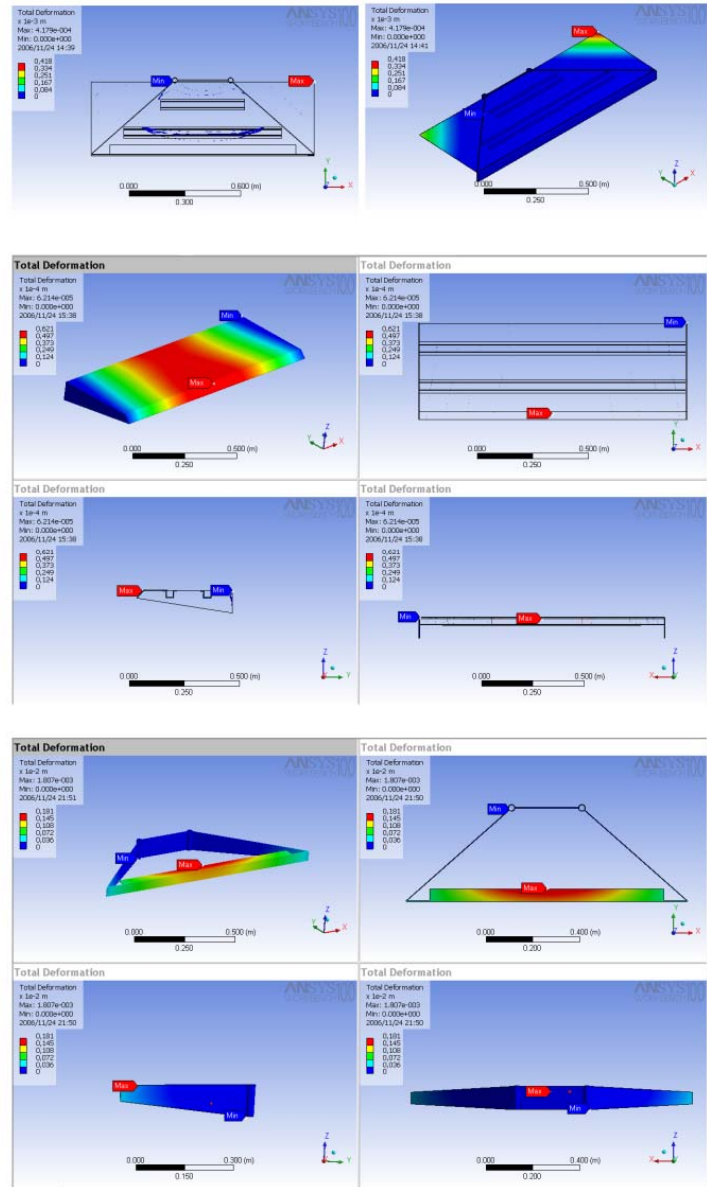 Total Deformation
x 1e-3 m
Max: 4.179e-004
Min: 0.000e+000
2006/11/24 14:39
0,418
0,334
0,251
0,167
0,084
0
Min
Max
0.000 0.600 (m)
0.300
Y
X
Total Deformation
x 1e-3 m
Max: 4.179e-004
Min: 0.000e+000
2006/11/24 14:41
0,418
0,334
0,251
0,167
0,084
0
ANSYS
Max
Min
0.000 0.500 (m)
0.250
Y
X
Total Deformation
Total Deformation
x 1e-4 m
Max: 6.214e-005
Min: 0.000e+000
2006/11/24 15:38
0,621
0,497
0,373
0,249
0,124
0
ANSYS
Min
Max
0.000 0.500 (m)
0.250
Z
Y
X
Total Deformation
Total Deformation
x 1e-4 m
Max: 6.214e-005
Min: 0.000e+000
2006/11/24 15:38
0,621
0,497
0,373
0,249
0,124
0
ANSYS
Min
Max
0.000 0.500 (m)
0.250
Y
X
Total Deformation
Total Deformation
x 1e-4 m
Max: 6.214e-005
Min: 0.000e+000
2006/11/24 15:38
0,621
0,497
0,373
0,249
0,124
0
ANSYS
Max
Min
0.000 0.500 (m)
0.250
Z
Y
Total Deformation
Total Deformation
x 1e-4 m
Max: 6.214e-005
Min: 0.000e+000
2006/11/24 15:38
0,621
0,497
0,373
0,249
0,124
0
ANSYS
Min
Max
0.000 0.500 (m)
0.250
Z
X
Total Deformation
Total Deformation
x 1e-2 m
Max: 1.807e-003
Min: 0.000e+000
2006/11/24 21:51
0,181
0,145
0,108
0,072
0,036
0
ANSYS
Min
Max
0.000 0.500 (m)
0.250
Z
Y
X
Total Deformation
Total Deformation
x 1e-2 m
Max: 1.807e-003
Min: 0.000e+000
2006/11/24 21:50
0,181
0,145
0,108
0,072
0,036
0
ANSYS
Min
Max
0.000 0.400 (m)
0.200
Y
X
Total Deformation
Total Deformation
x 1e-2 m
Max: 1.807e-003
Min: 0.000e+000
2006/11/24 21:50
0,181
0,145
0,108
0,072
0,036
0
ANSYS
Max
Min
0.000 0.300 (m)
0.150
Z
Y
Total Deformation
Total Deformation
x 1e-2 m
Max: 1.807e-003
Min: 0.000e+000
2006/11/24 21:50
0,181
0,145
0,108
0,072
0,036
0
ANSYS
Max
Min
0.000 0.400 (m)
0.200
Z
X